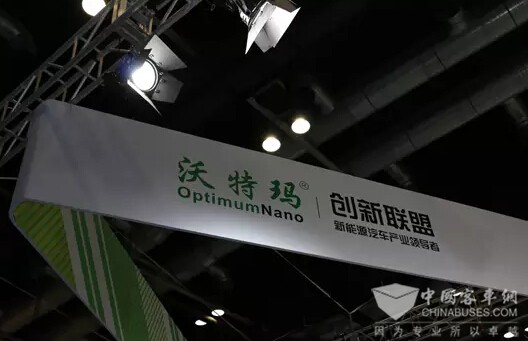 沃特玛®
OptimumNano
创新联盟
新能源汽车产业领导者
中国客车网
CHINABUSES.COM
因为专业所以卓越